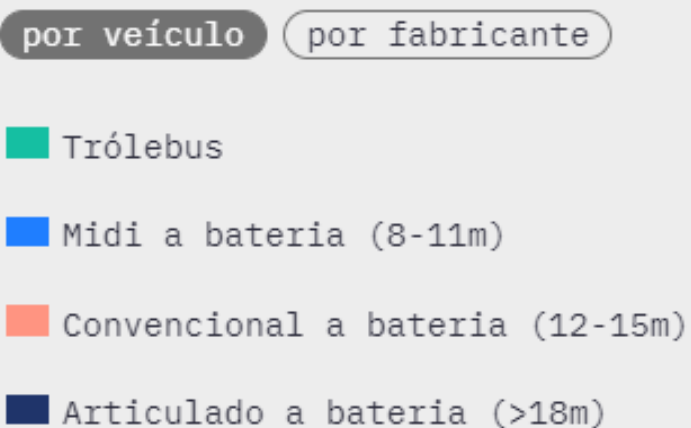 por veículo por fabricante
Trólebus
Midi a bateria (8-11m)
Convencional a bateria (12-15m)
Articulado a bateria (>18m)